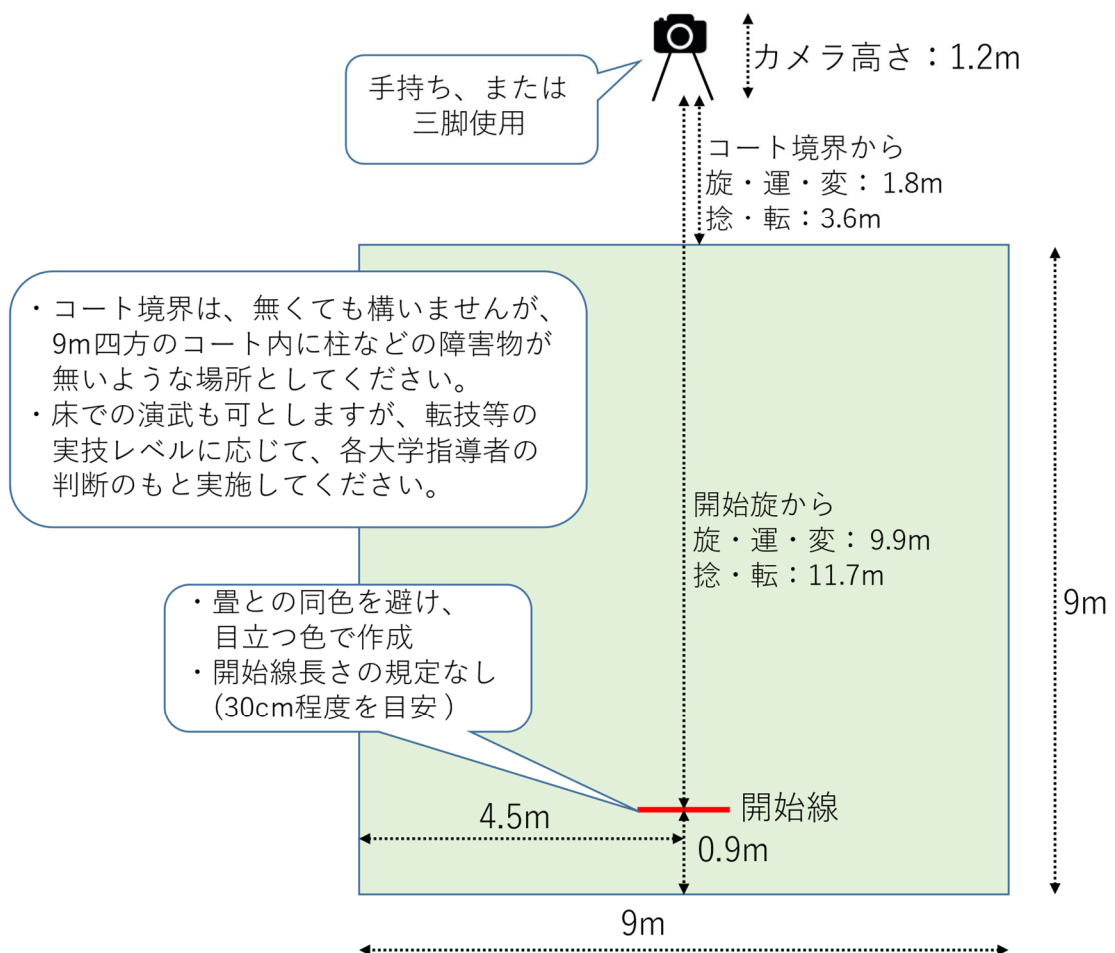 カメラ高さ：1.2m
手持ち、または
三脚使用
コート境界から
旋・運・変：1.8m
捻・転：3.6m
・コート境界は、無くても構いませんが、
9m四方のコート内に柱などの障害物が
無いような場所としてください。
・床での演武も可としますが、転技等の
実技レベルに応じて、各大学指導者の
判断のもと実施してください。
開始旋から
旋・運・変：9.9m
捻・転：11.7m
・畳との同色を避け、
目立つ色で作成
・開始線長さの規定なし
(30cm程度を目安)
9m
開始線
4.5m
0.9m
9m